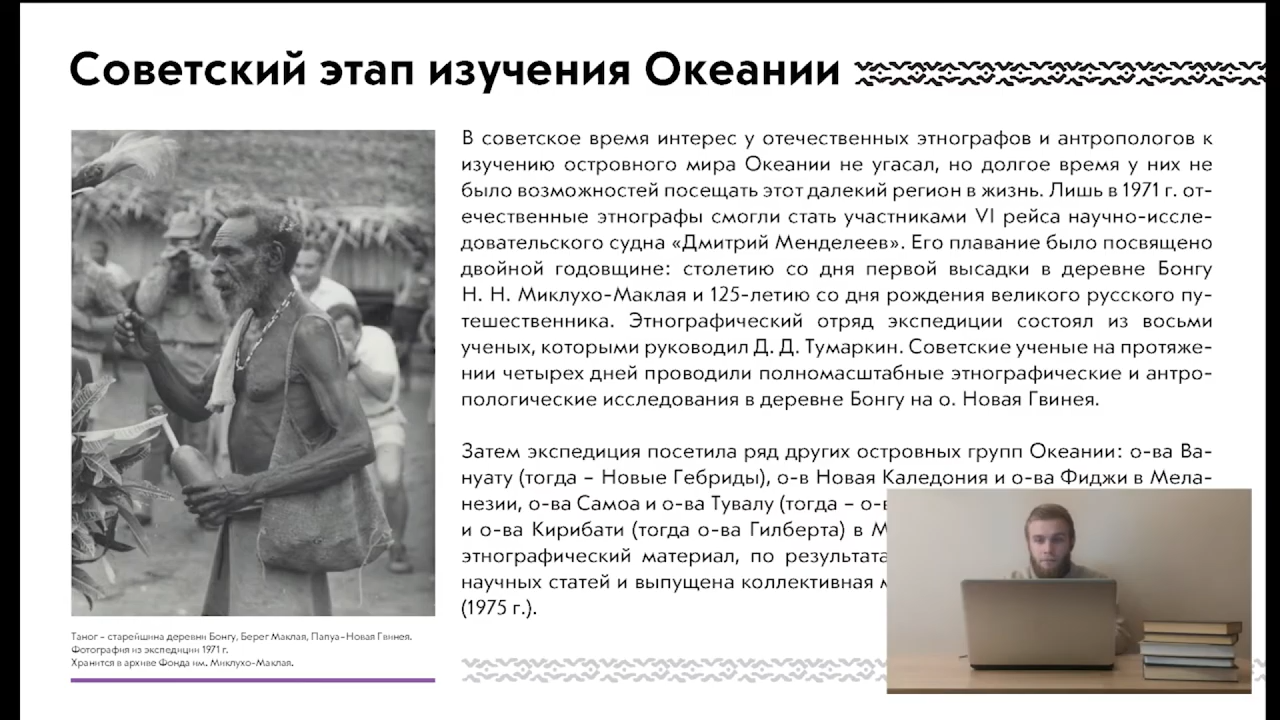 Советский этап изучения Океании
В советское время интерес у отечественных этнографов и антропологов к
изучению островного мира Океании не угасал, но долгое время у них не
было возможностей посещать этот далекий регион в жизнь. Лишь в 1971 г. от-
ечественные этнографы смогли стать участниками VI рейса научно-иссле-
довательского судна «Дмитрий Менделеев». Его плавание было посвящено
двойной годовщине: столетию со дня первой высадки в деревне Бонгу
Н. Н. Миклухо-Маклая и 125-летию со дня рождения великого русского пу-
тешественника. Этнографический отряд экспедиции состоял из восьми
ученых, которыми руководил Д. Д. Тумаркин. Советские ученые на протяже-
нии четырех дней проводили полномасштабные этнографические и антро-
пологические исследования в деревне Бонгу на о. Новая Гвинея.
Затем экспедиция посетила ряд других островных групп Океании: о-ва Ва-
нуату (тогда – Новые Гебриды), о-в Новая Каледония и о-ва Фиджи в Мела-
незии, о-ва Самоа и о-ва Тувалу (тогда –
и о-ва Кирибати (тогда о-ва Гилберта) в
этнографический материал, по
научных статей и выпущена коллективная
(1975 г.).
Таног – старейшина деревни Бонгу, Берег Маклая, Папуа-Новая Гвинея.
Фотография из экспедиции 1971 г.
Хранится в архиве Фонда им. Миклухо-Маклая.